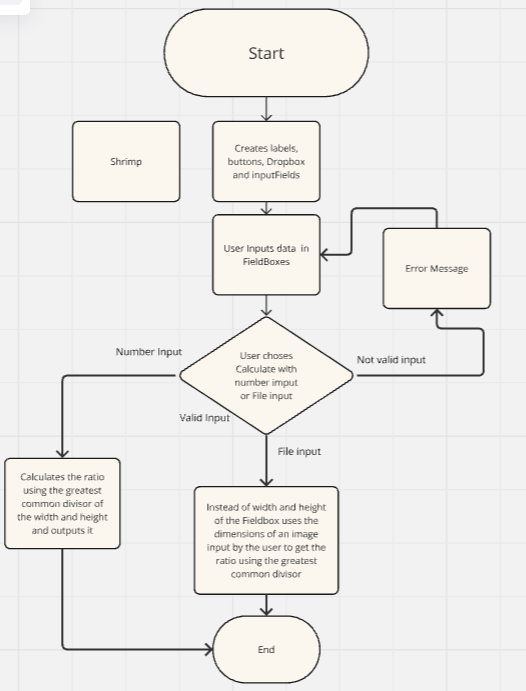 Start
Creates labels,
buttons, Dropbox
and inputFields
Shrimp
User Inputs data in
FieldBoxes
Error Message
Number Input
User choses
Calculate with
number imput
or File input
Not valid input
Valid Input
File input
Calculates the ratio
using the greatest
common divisor of
the width and height
and outputs it
Instead of width and height
of the Fieldbox uses the
dimensions of an image
input by the user to get the
ratio using the greatest
common divisor
End